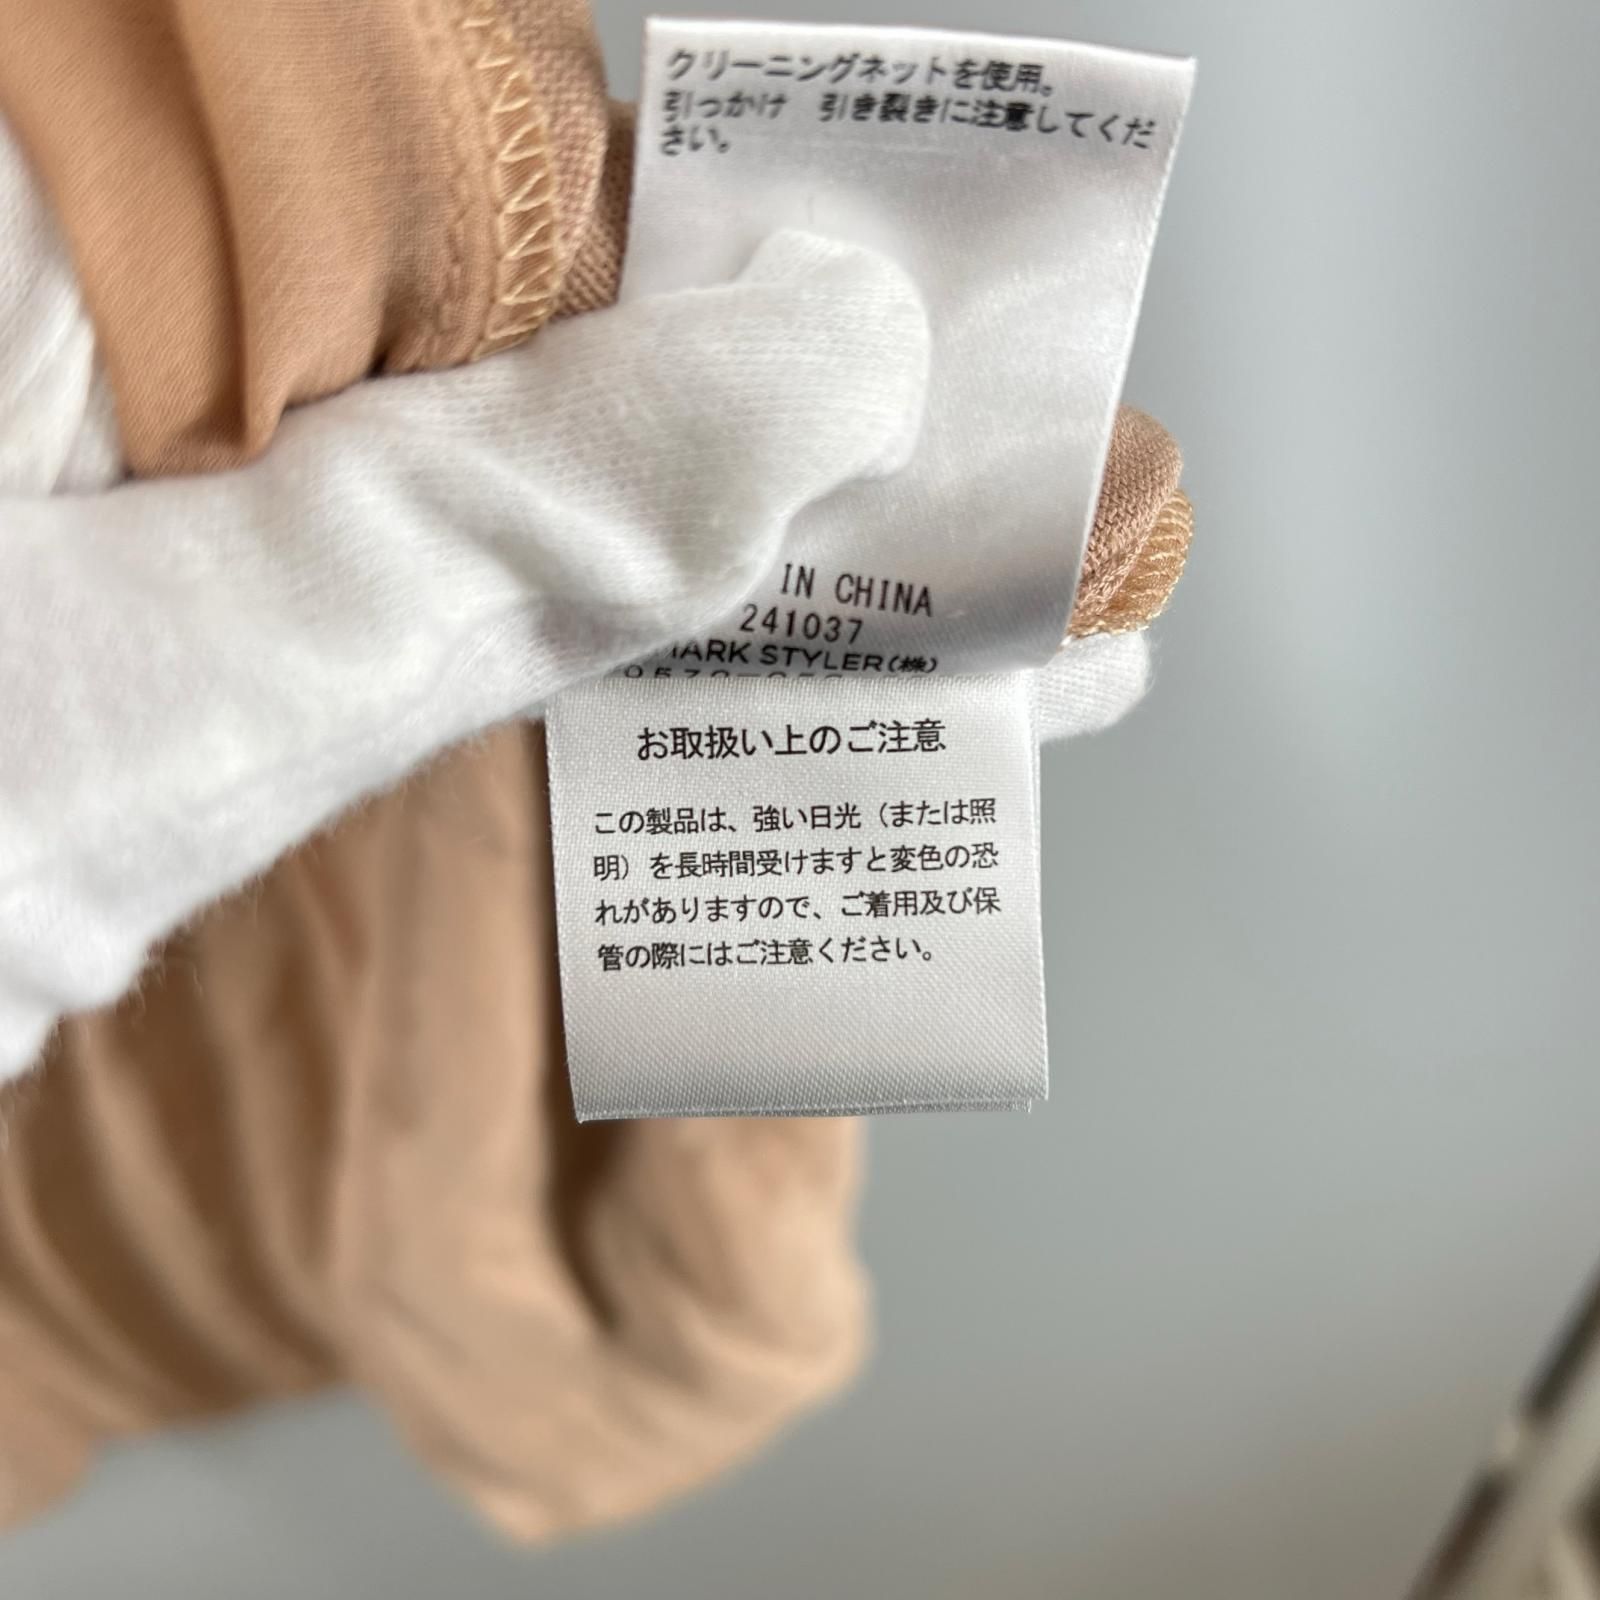 クリーニングネットを使用。
引っかけ　引き裂きに注意してくだ
さい。
IN CHINA
241037
MARK STYLER(株)
お取扱い上のご注意
この製品は、強い日光（または照
明）を長時間受けますと変色の恐
れがありますので、ご着用及び保
管の際にはご注意ください。